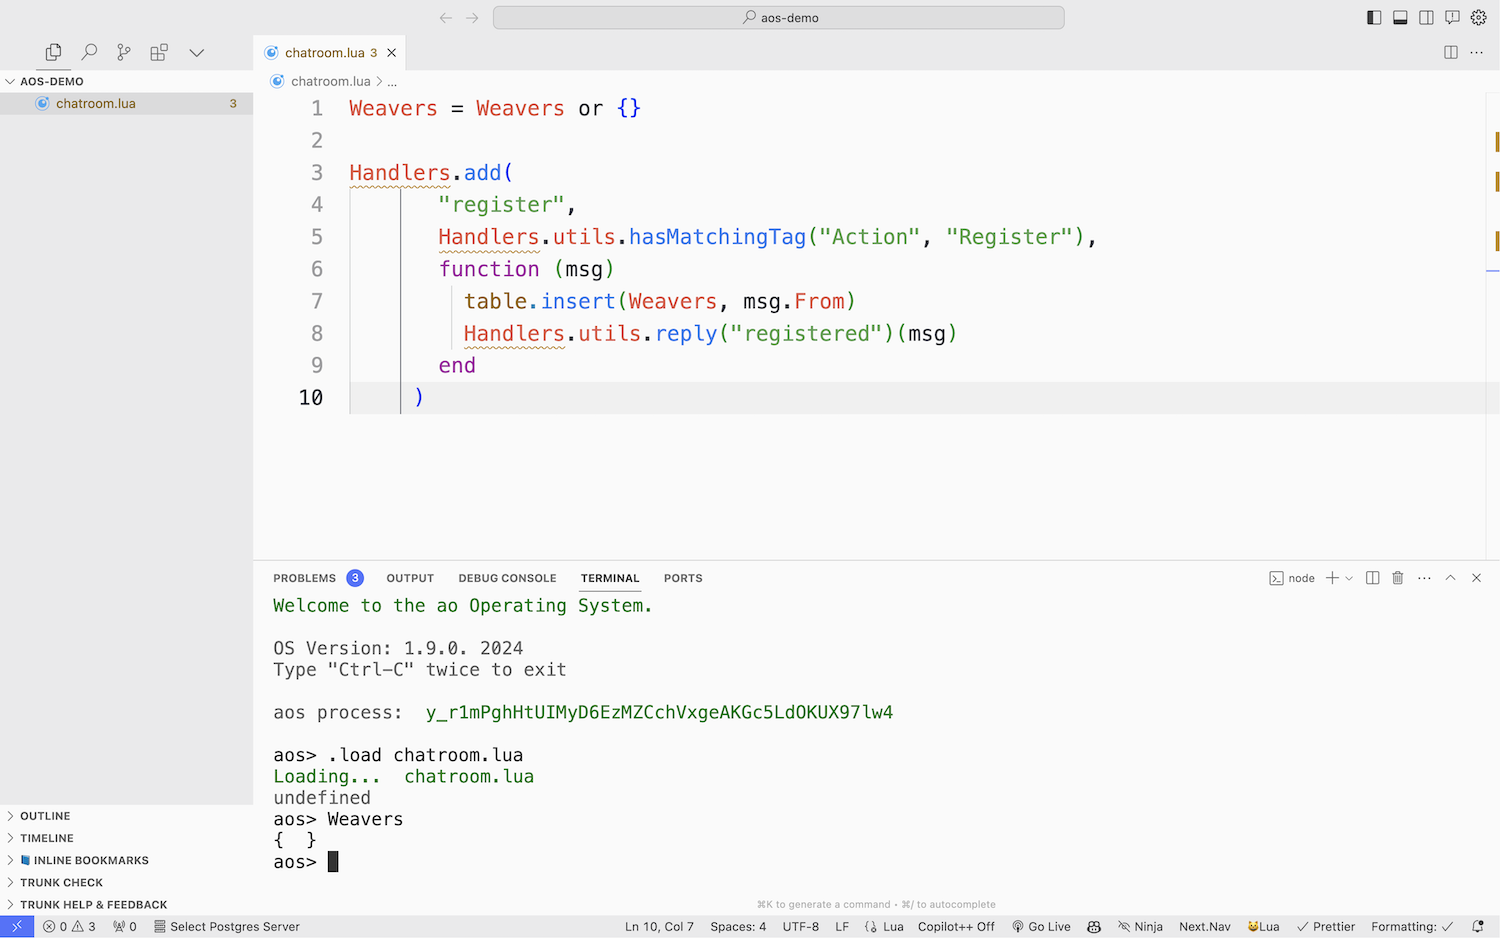 aos-demo
chatroom.lua 3
AOS-DEMO
chatroom.lua 3
chatroom.lua > ...
1 Weavers = Weavers or {}
2
3 Handlers.add(
4 "register",
5 Handlers.utils.hasMatchingTag("Action", "Register"),
6 function (msg)
7 table.insert(Weavers, msg.From)
8 Handlers.utils.reply("registered")(msg)
9 end
10 )
PROBLEMS 3 OUTPUT DEBUG CONSOLE TERMINAL PORTS node
Welcome to the ao Operating System.
OS Version: 1.9.0. 2024
Type "Ctrl-C" twice to exit
aos process: y_r1mPghHtUIMyD6EzMZCchVxgeAKGc5LdOKUX97lw4
aos> .load chatroom.lua
Loading... chatroom.lua
undefined
aos> Weavers
{ }
aos>
OUTLINE
TIMELINE
INLINE BOOKMARKS
TRUNK CHECK
TRUNK HELP & FEEDBACK
⌘K to generate a command • ⌘/ to autocomplete
0 3 0 Select Postgres Server Ln 10, Col 7 Spaces: 4 UTF-8 LF {} Lua Copilot++ Off Go Live Ninja Next.Nav Lua Prettier Formatting: